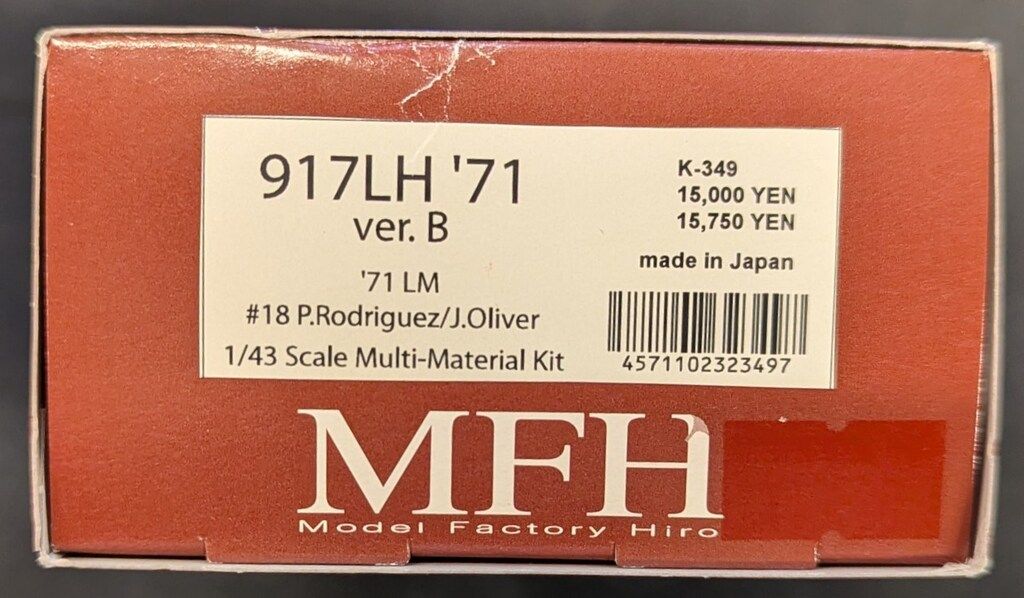 917LH '71
ver. B
'71 LM
#18 P.Rodriguez/J.Oliver
1/43 Scale Multi-Material Kit
K-349
15,000 YEN
15,750 YEN
made in Japan
4571102323497
MFH
Model Factory Hiro